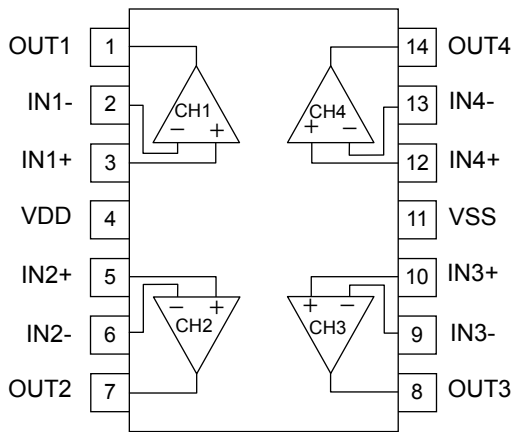 OUT1 1 14 OUT4
IN1- 2 CH1 CH4 13 IN4-
− + + −
IN1+ 3 12 IN4+
VDD 4 11 VSS
IN2+ 5 10 IN3+
− + + −
IN2- 6 CH2 CH3 9 IN3-
OUT2 7 8 OUT3